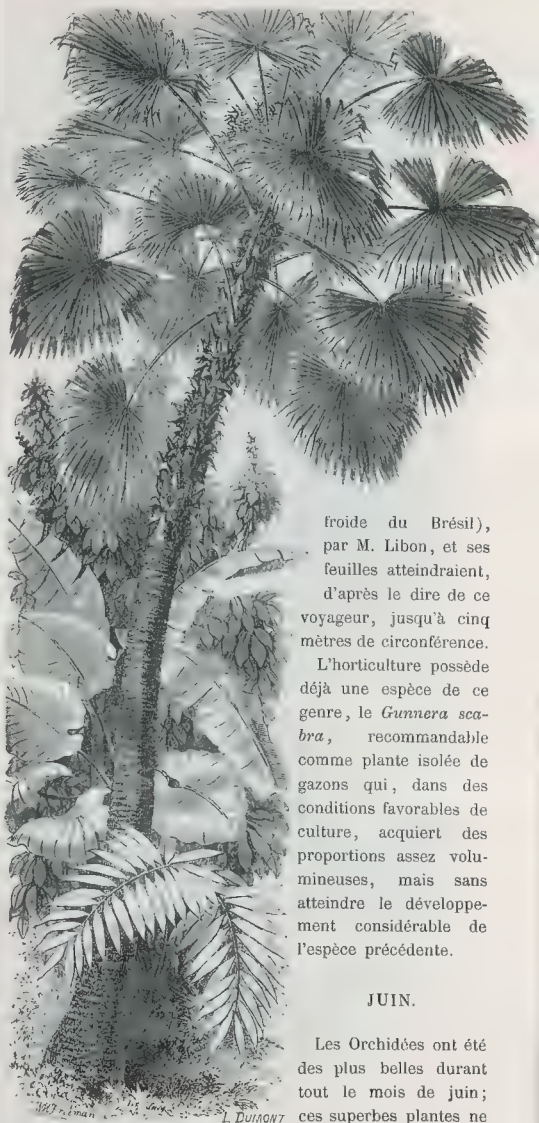 froide du Brésil),
par M. Libon, et ses
feuilles atteindraient,
d'après le dire de ce
voyageur, jusqu'à cinq
mètres de circonférence.
L'horticulture possède
déjà une espèce de ce
genre, le Gunnera sca-
bra, recommandable
comme plante isolée de
gazons qui, dans des
conditions favorables de
culture, acquiert des
proportions assez volu-
mineuses, mais sans
atteindre le développe-
ment considérable de
l'espèce précédente.
JUIN.
Les Orchidées ont été
des plus belles durant
tout le mois de juin;
ces superbes plantes ne
L. DUMONT